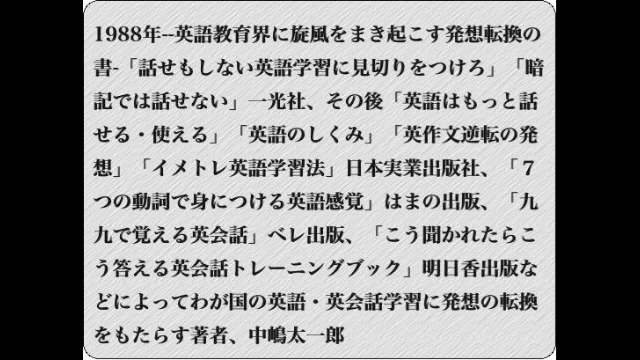 1988年--英語教育界に旋風をまき起こす発想転換の
書-「話せもしない英語学習に見切りをつけろ」「暗
記では話せない」一光社、その後「英語はもっと話
せる・使える」「英語のしくみ」「英作文逆転の発
想」「イメトレ英語学習法」日本実業出版社、「７
つの動詞で身につける英語感覚」はまの出版、「九
九で覚える英会話」ベレ出版、「こう聞かれたらこ
う答える英会話トレーニングブック」明日香出版な
どによってわが国の英語・英会話学習に発想の転換
をもたらす著者、中嶋太一郎